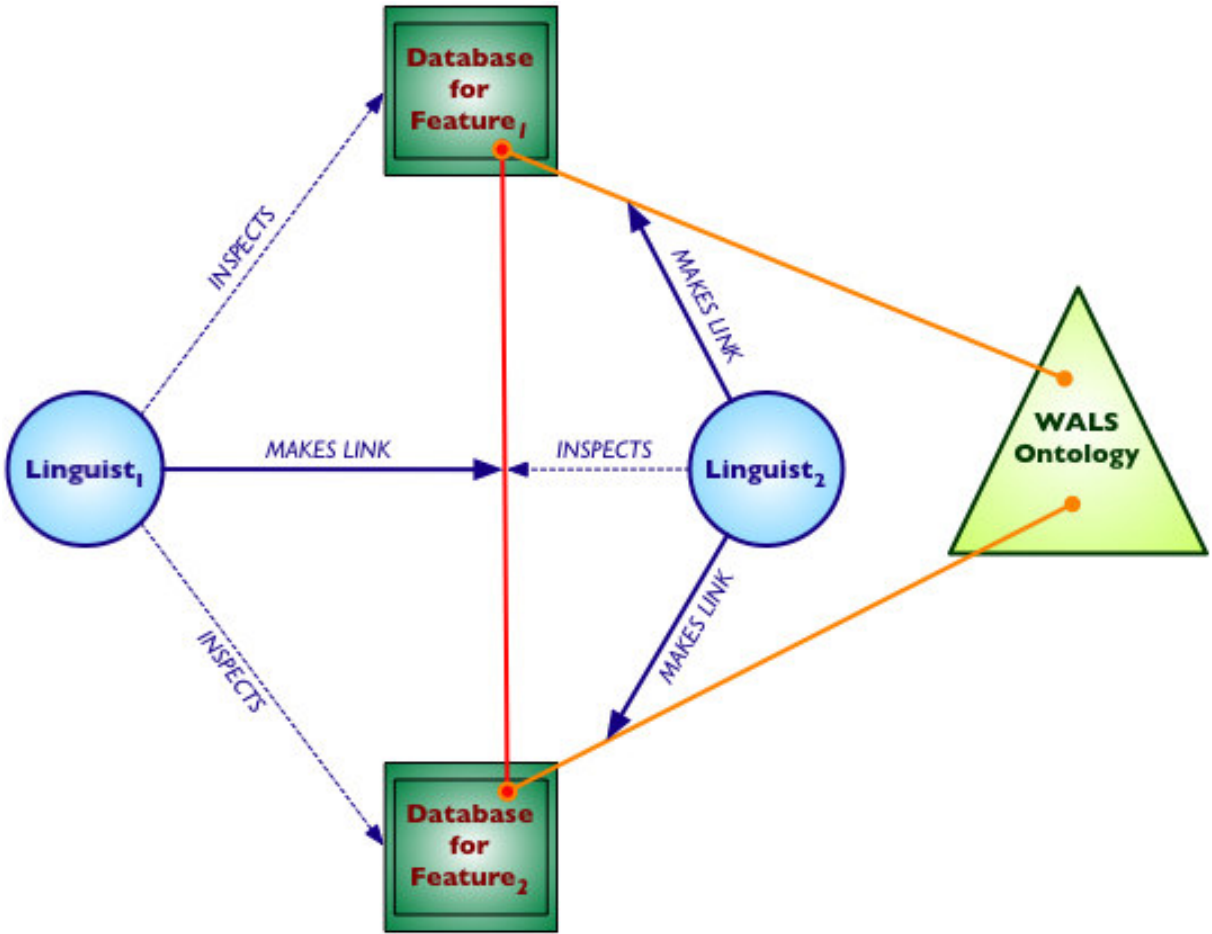 Database
for
Feature1
INSPECTS
MAKES LINK
WALS
Ontology
MAKES LINK
INSPECTS
Linguist1
Linguist2
INSPECTS
MAKES LINK
Database
for
Feature2